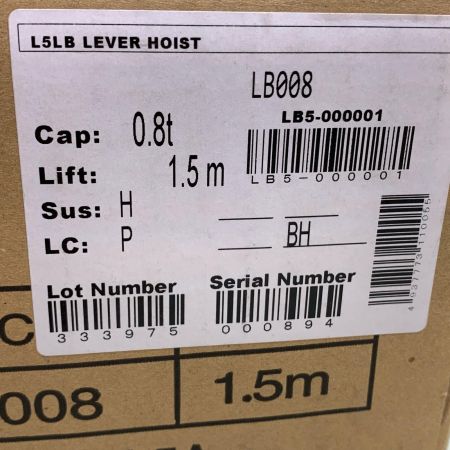 L5LB LEVER HOIST
LB008
LB5-000001
Cap: 0.8t
LB5-000001
Lift: 1.5 m
Sus: H
LC: P BH
4937773110055
Lot Number
333975
Serial Number
000894
C
008 1.5m